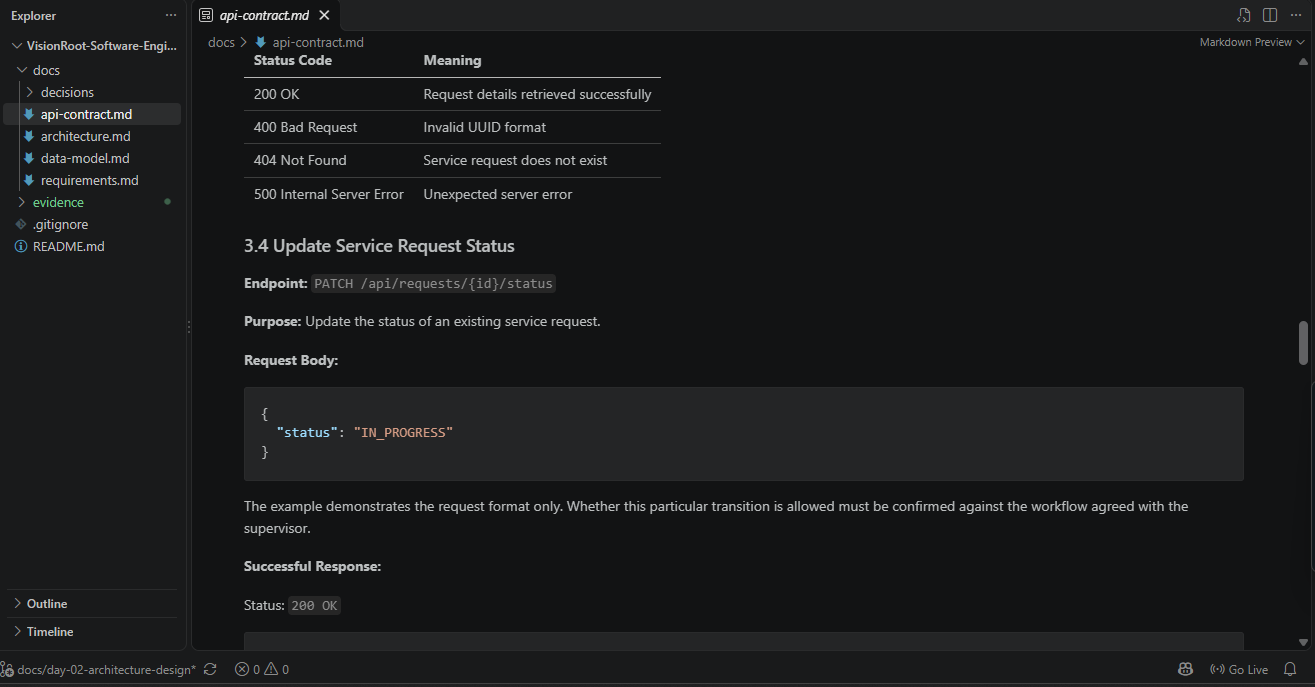 Explorer
VisionRoot-Software-Engi...
docs
decisions
api-contract.md
architecture.md
data-model.md
requirements.md
evidence
.gitignore
README.md
Outline
Timeline
api-contract.md
docs > api-contract.md
Markdown Preview
Status Code Meaning
200 OK Request details retrieved successfully
400 Bad Request Invalid UUID format
404 Not Found Service request does not exist
500 Internal Server Error Unexpected server error
3.4 Update Service Request Status
Endpoint: PATCH /api/requests/{id}/status
Purpose: Update the status of an existing service request.
Request Body:
{
"status": "IN_PROGRESS"
}
The example demonstrates the request format only. Whether this particular transition is allowed must be confirmed against the workflow agreed with the
supervisor.
Successful Response:
Status: 200 OK
docs/day-02-architecture-design* 0 0 Go Live